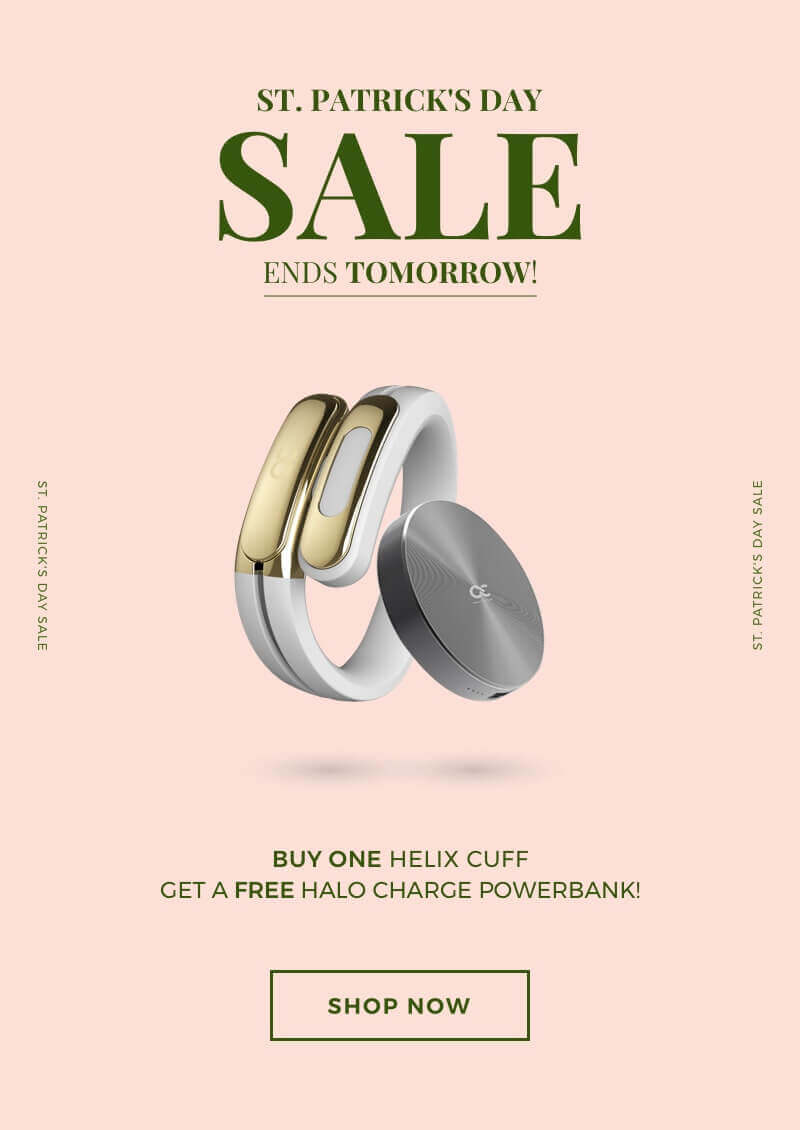 ST. PATRICK'S DAY
SALE
ENDS TOMORROW!
ST. PATRICK'S DAY SALE
ST. PATRICK'S DAY SALE
BUY ONE HELIX CUFF
GET A FREE HALO CHARGE POWERBANK!
SHOP NOW